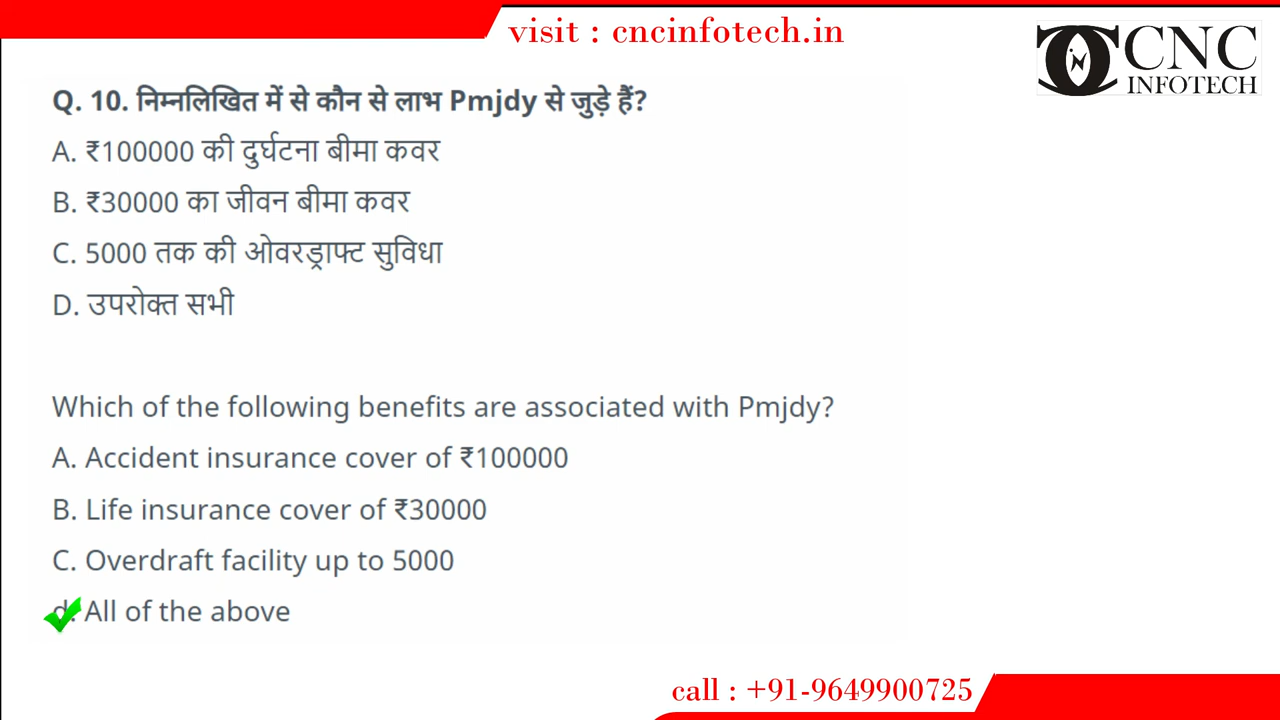 visit : cncinfotech.in
CNC
INFOTECH
Q. 10. निम्नलिखित में से कौन से लाभ Pmjdy से जुड़े हैं?
A. ₹100000 की दुर्घटना बीमा कवर
B. ₹30000 का जीवन बीमा कवर
C. 5000 तक की ओवरड्राफ्ट सुविधा
D. उपरोक्त सभी
Which of the following benefits are associated with Pmjdy?
A. Accident insurance cover of ₹100000
B. Life insurance cover of ₹30000
C. Overdraft facility up to 5000
d. All of the above
call : +91-9649900725